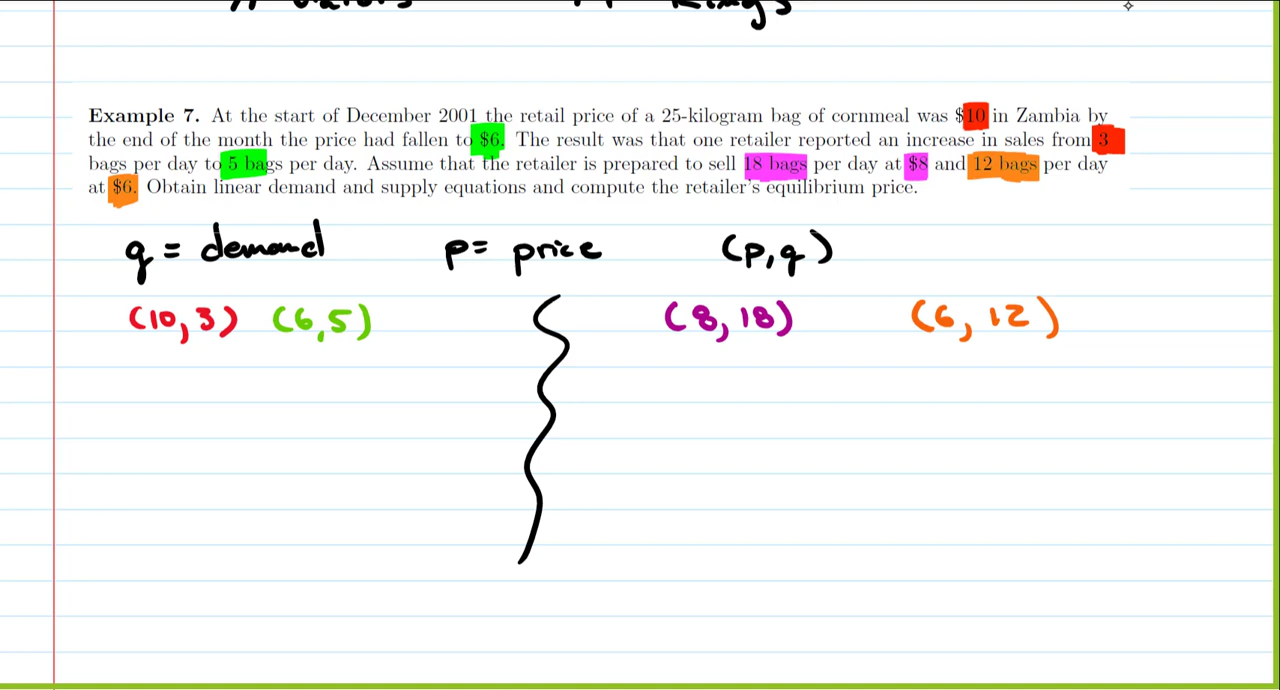 Kings
Example 7. At the start of December 2001 the retail price of a 25-kilogram bag of cornmeal was $10 in Zambia by
the end of the month the price had fallen to $6. The result was that one retailer reported an increase in sales from 3
bags per day to 5 bags per day. Assume that the retailer is prepared to sell 18 bags per day at $8 and 12 bags per day
at $6. Obtain linear demand and supply equations and compute the retailer's equilibrium price.
q = demand p= price (p,q)
(10,3) (6,5) (8,18) (6,12)